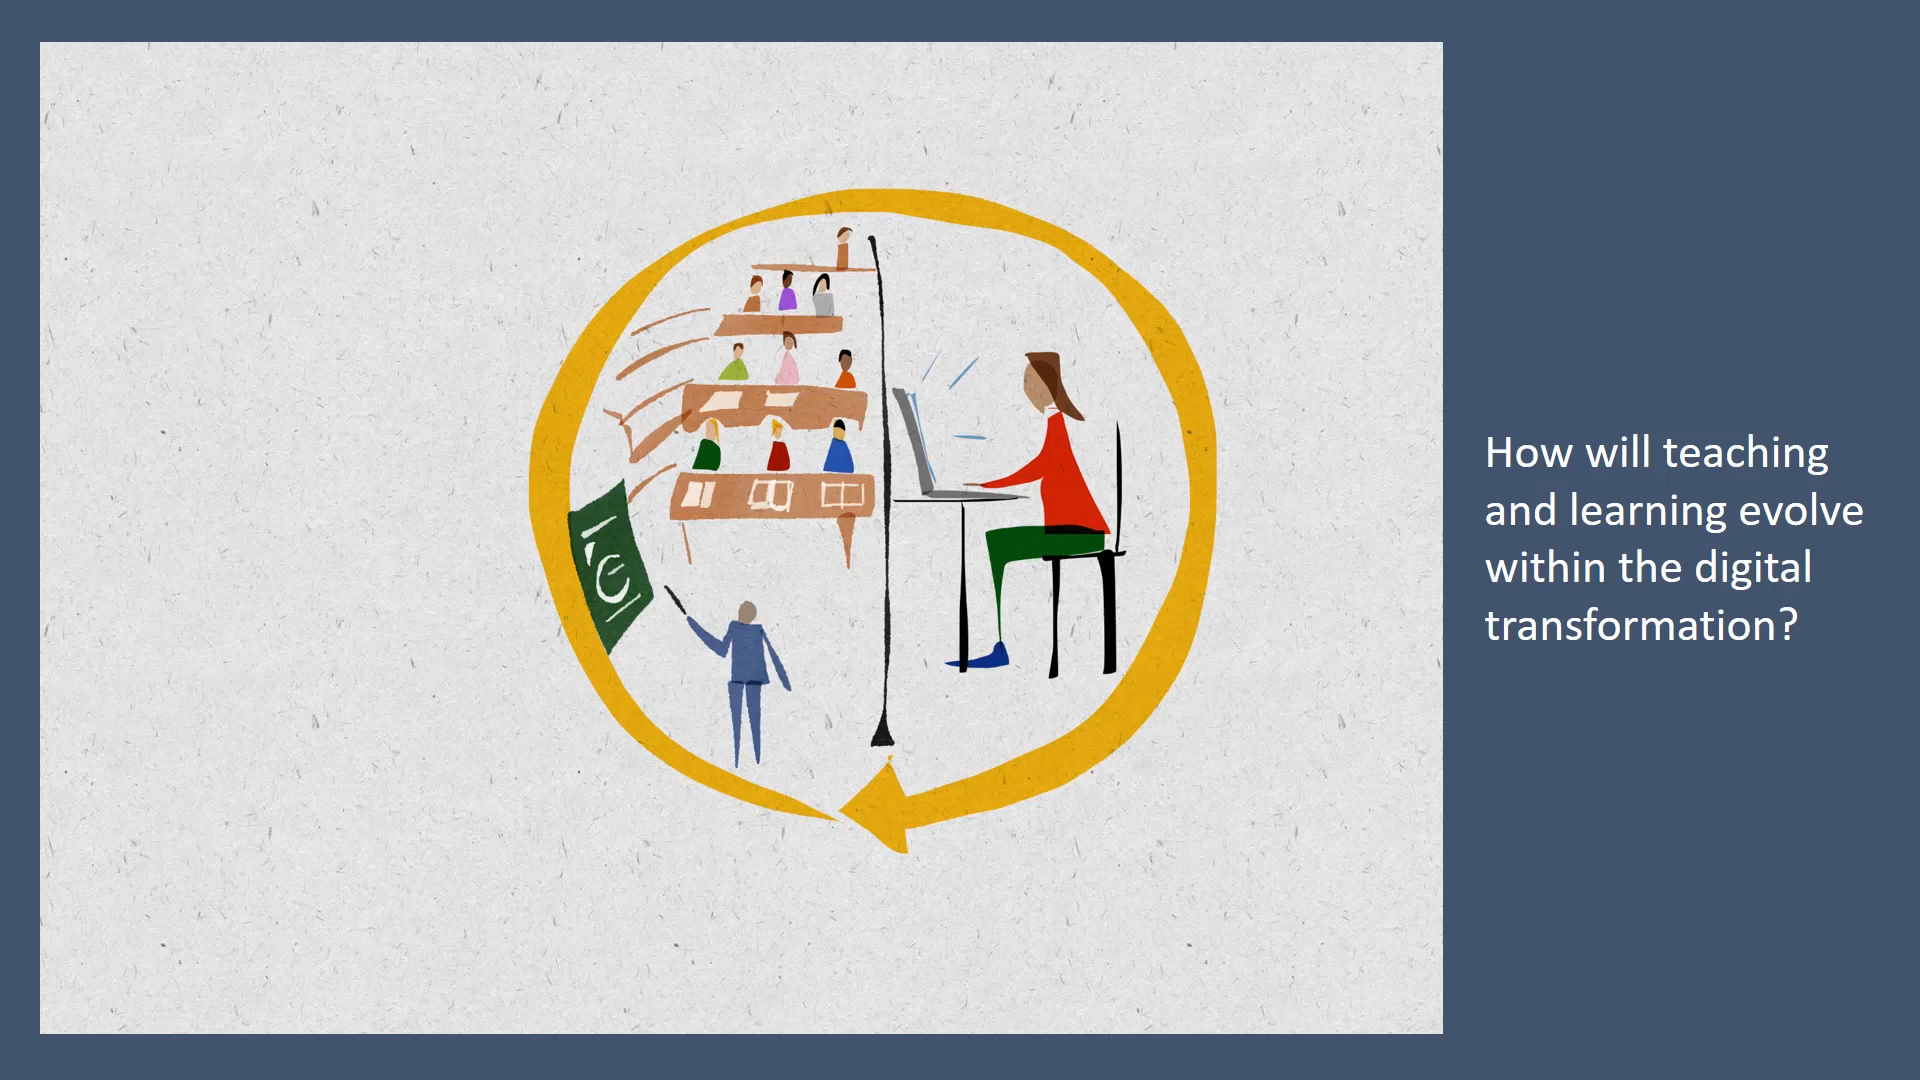 How will teaching
and learning evolve
within the digital
transformation?